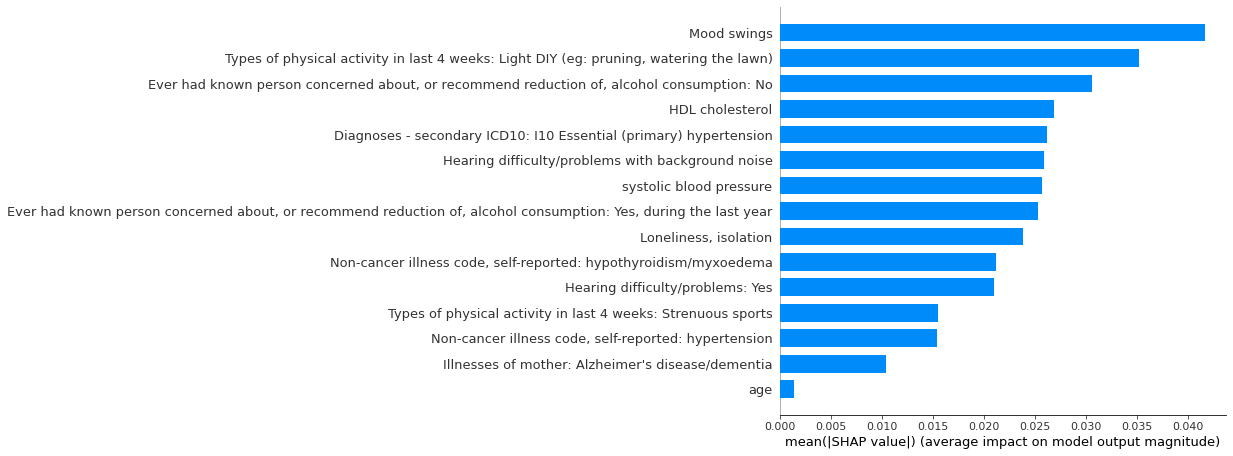 Mood swings
Types of physical activity in last 4 weeks: Light DIY (eg: pruning, watering the lawn)
Ever had known person concerned about, or recommend reduction of, alcohol consumption: No
HDL cholesterol
Diagnoses - secondary ICD10: I10 Essential (primary) hypertension
Hearing difficulty/problems with background noise
systolic blood pressure
Ever had known person concerned about, or recommend reduction of, alcohol consumption: Yes, during the last year
Loneliness, isolation
Non-cancer illness code, self-reported: hypothyroidism/myxoedema
Hearing difficulty/problems: Yes
Types of physical activity in last 4 weeks: Strenuous sports
Non-cancer illness code, self-reported: hypertension
Illnesses of mother: Alzheimer's disease/dementia
age
0.000 0.005 0.010 0.015 0.020 0.025 0.030 0.035 0.040
mean(|SHAP value|) (average impact on model output magnitude)